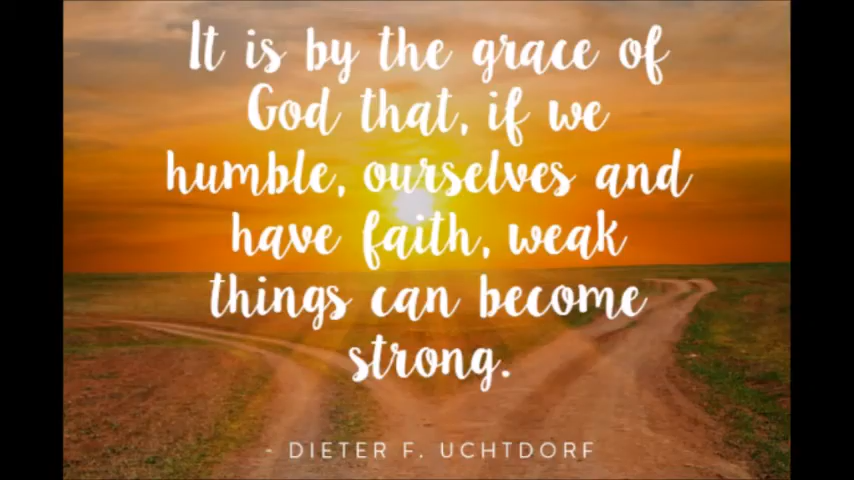 It is by the grace of
God that, if we
humble, ourselves and
have faith, weak
things can become
strong.
- DIETER F. UCHTDORF